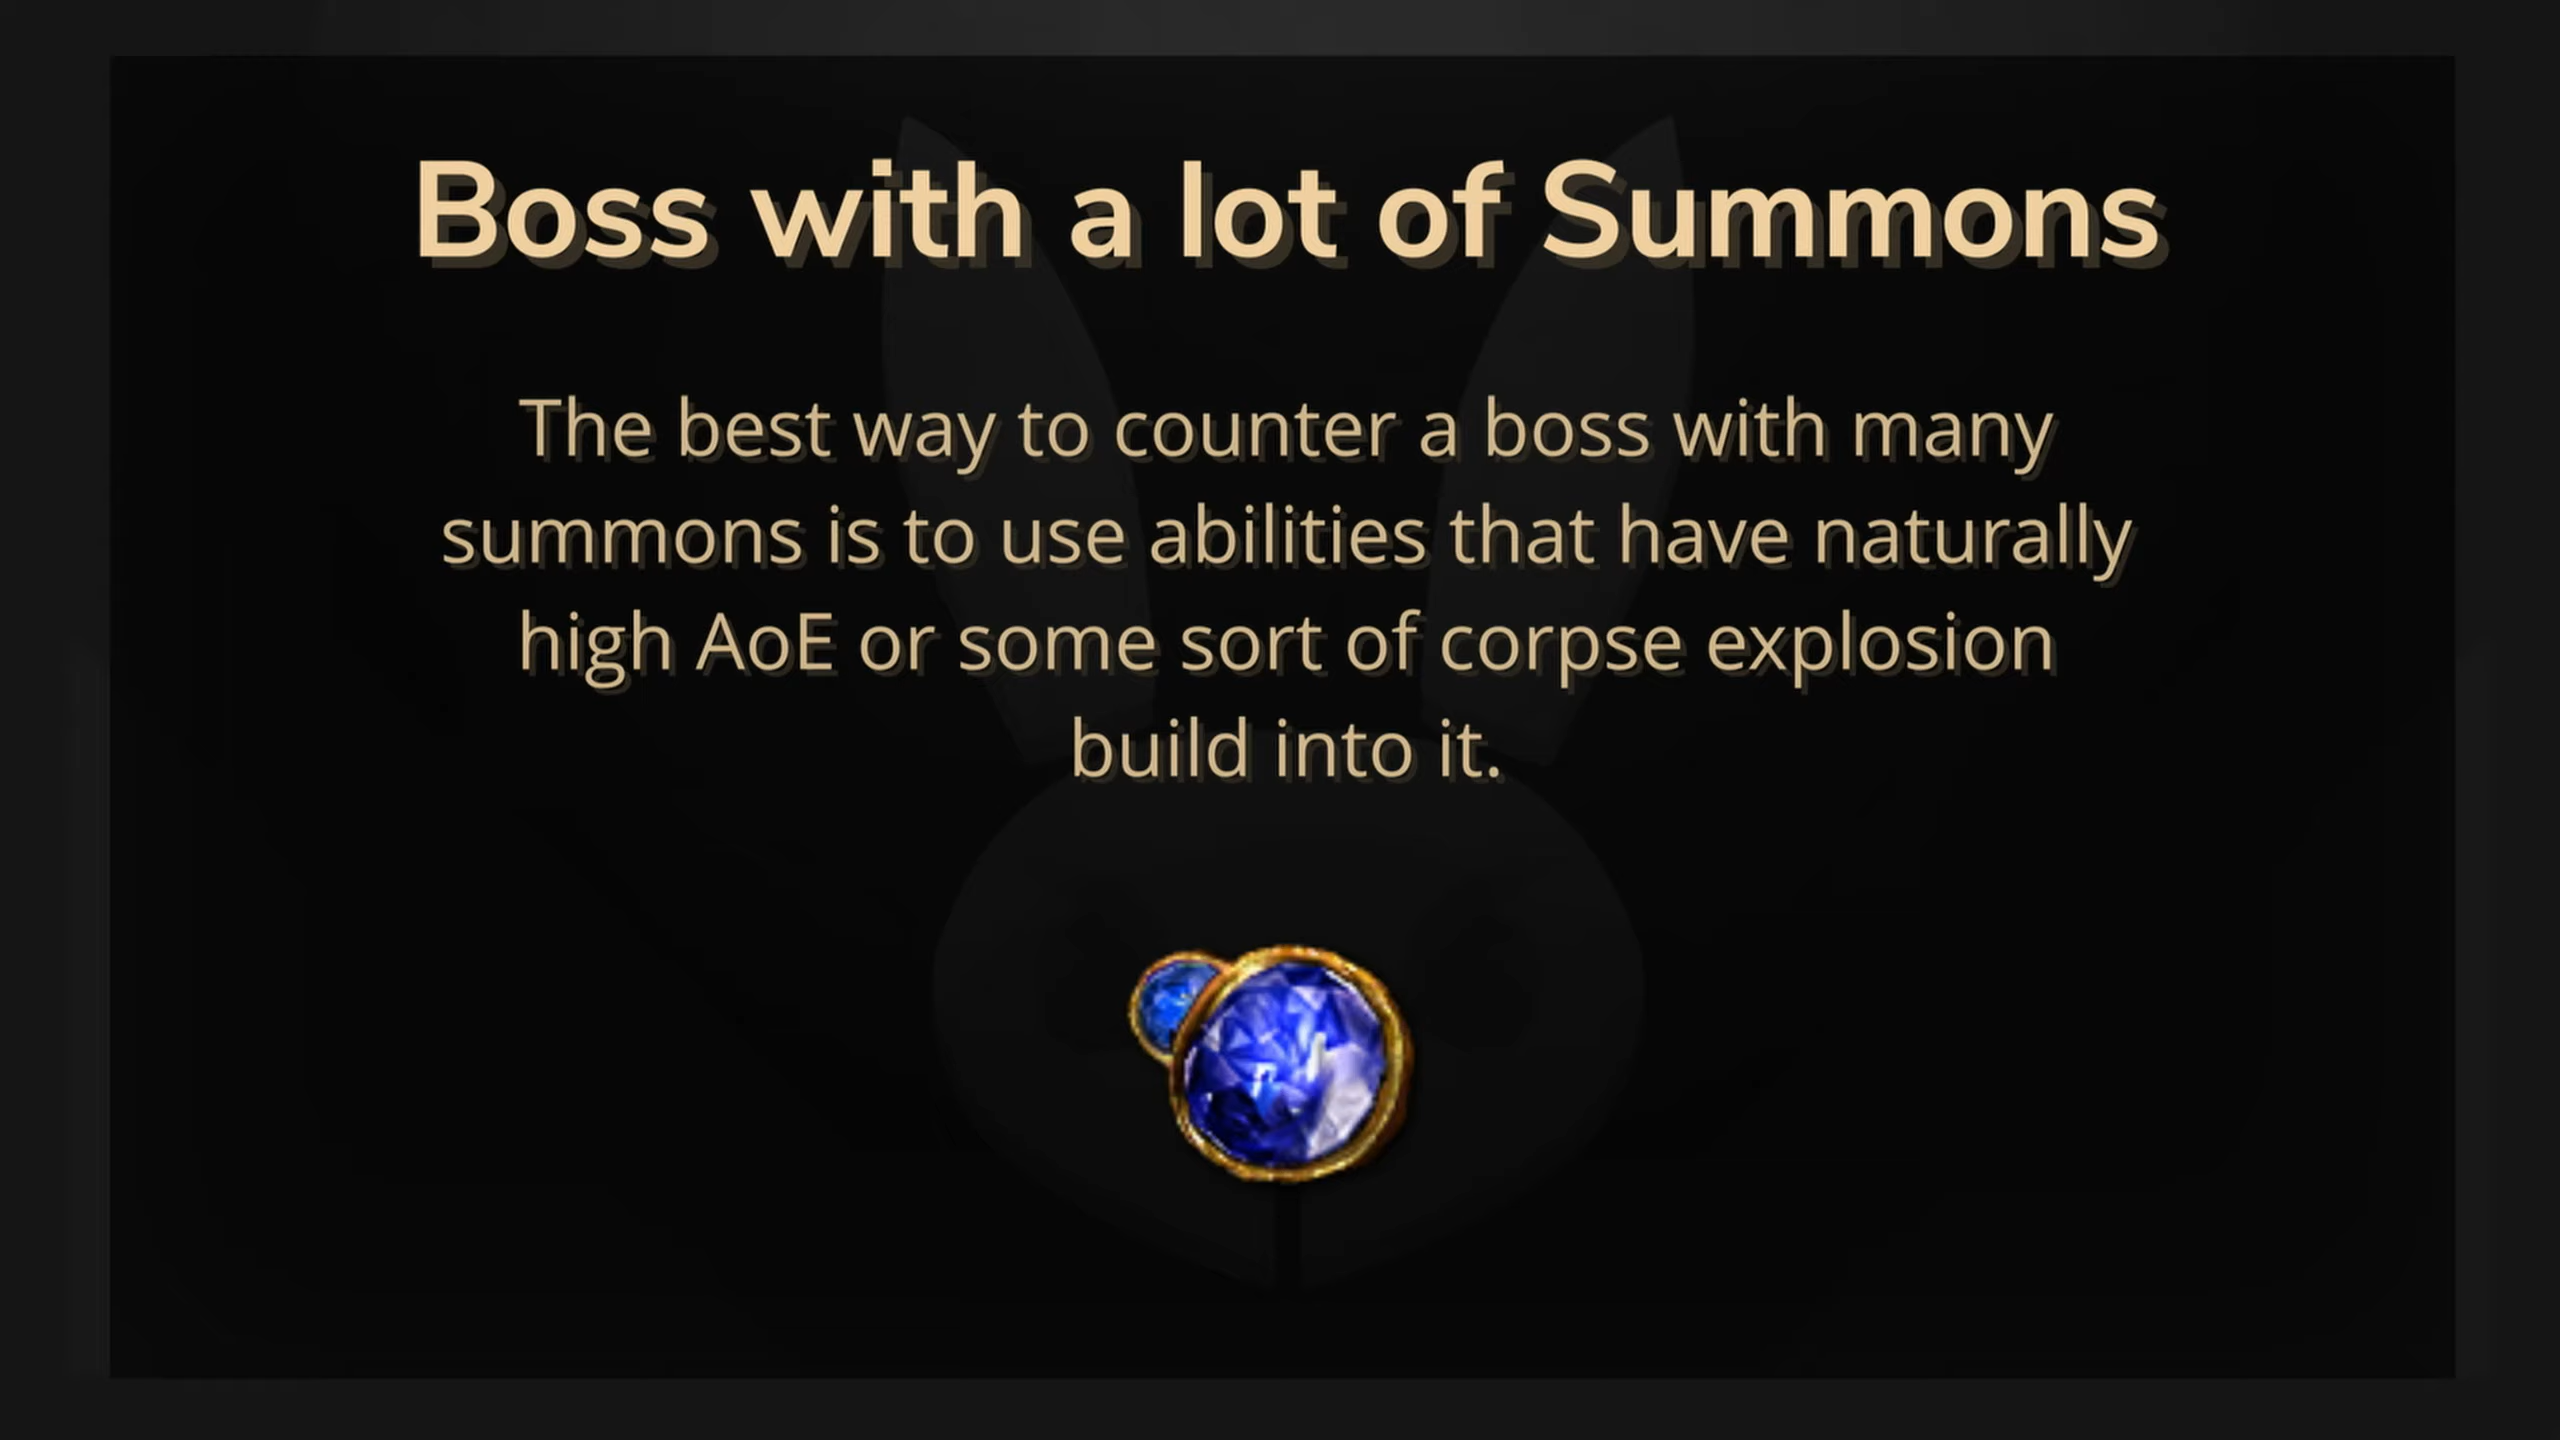 Boss with a lot of Summons
The best way to counter a boss with many
summons is to use abilities that have naturally
high AoE or some sort of corpse explosion
build into it.